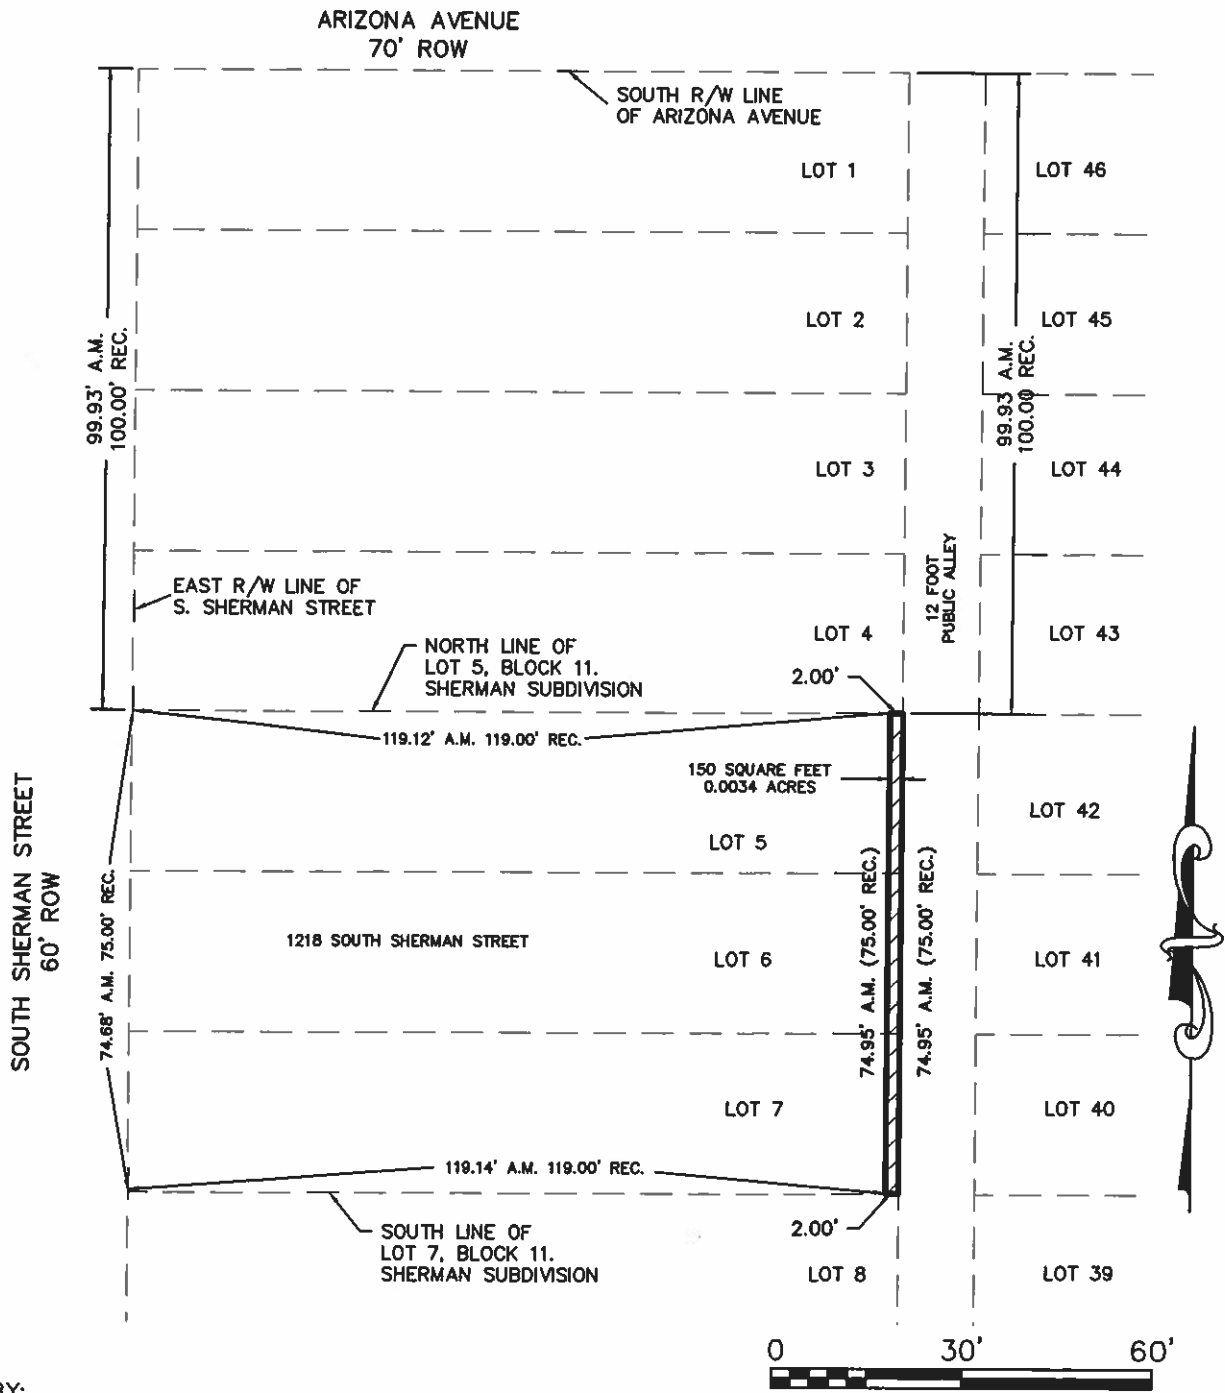 ARIZONA AVENUE
70' ROW
SOUTH R/W LINE
OF ARIZONA AVENUE
LOT 1
LOT 46
LOT 2
LOT 45
99.93' A.M.
100.00' REC.
99.93 A.M.
100.00 REC.
LOT 3
LOT 44
12 FOOT
PUBLIC ALLEY
EAST R/W LINE OF
S. SHERMAN STREET
LOT 4
LOT 43
NORTH LINE OF
LOT 5, BLOCK 11.
SHERMAN SUBDIVISION
2.00'
119.12' A.M. 119.00' REC.
150 SQUARE FEET
0.0034 ACRES
LOT 42
LOT 5
SOUTH SHERMAN STREET
60' ROW
74.68' A.M. 75.00' REC.
1218 SOUTH SHERMAN STREET
LOT 6
74.95' A.M. (75.00' REC.)
74.95' A.M. (75.00' REC.)
LOT 41
LOT 7
LOT 40
119.14' A.M. 119.00' REC.
SOUTH LINE OF
LOT 7, BLOCK 11.
SHERMAN SUBDIVISION
2.00'
LOT 8
LOT 39
0 30' 60'